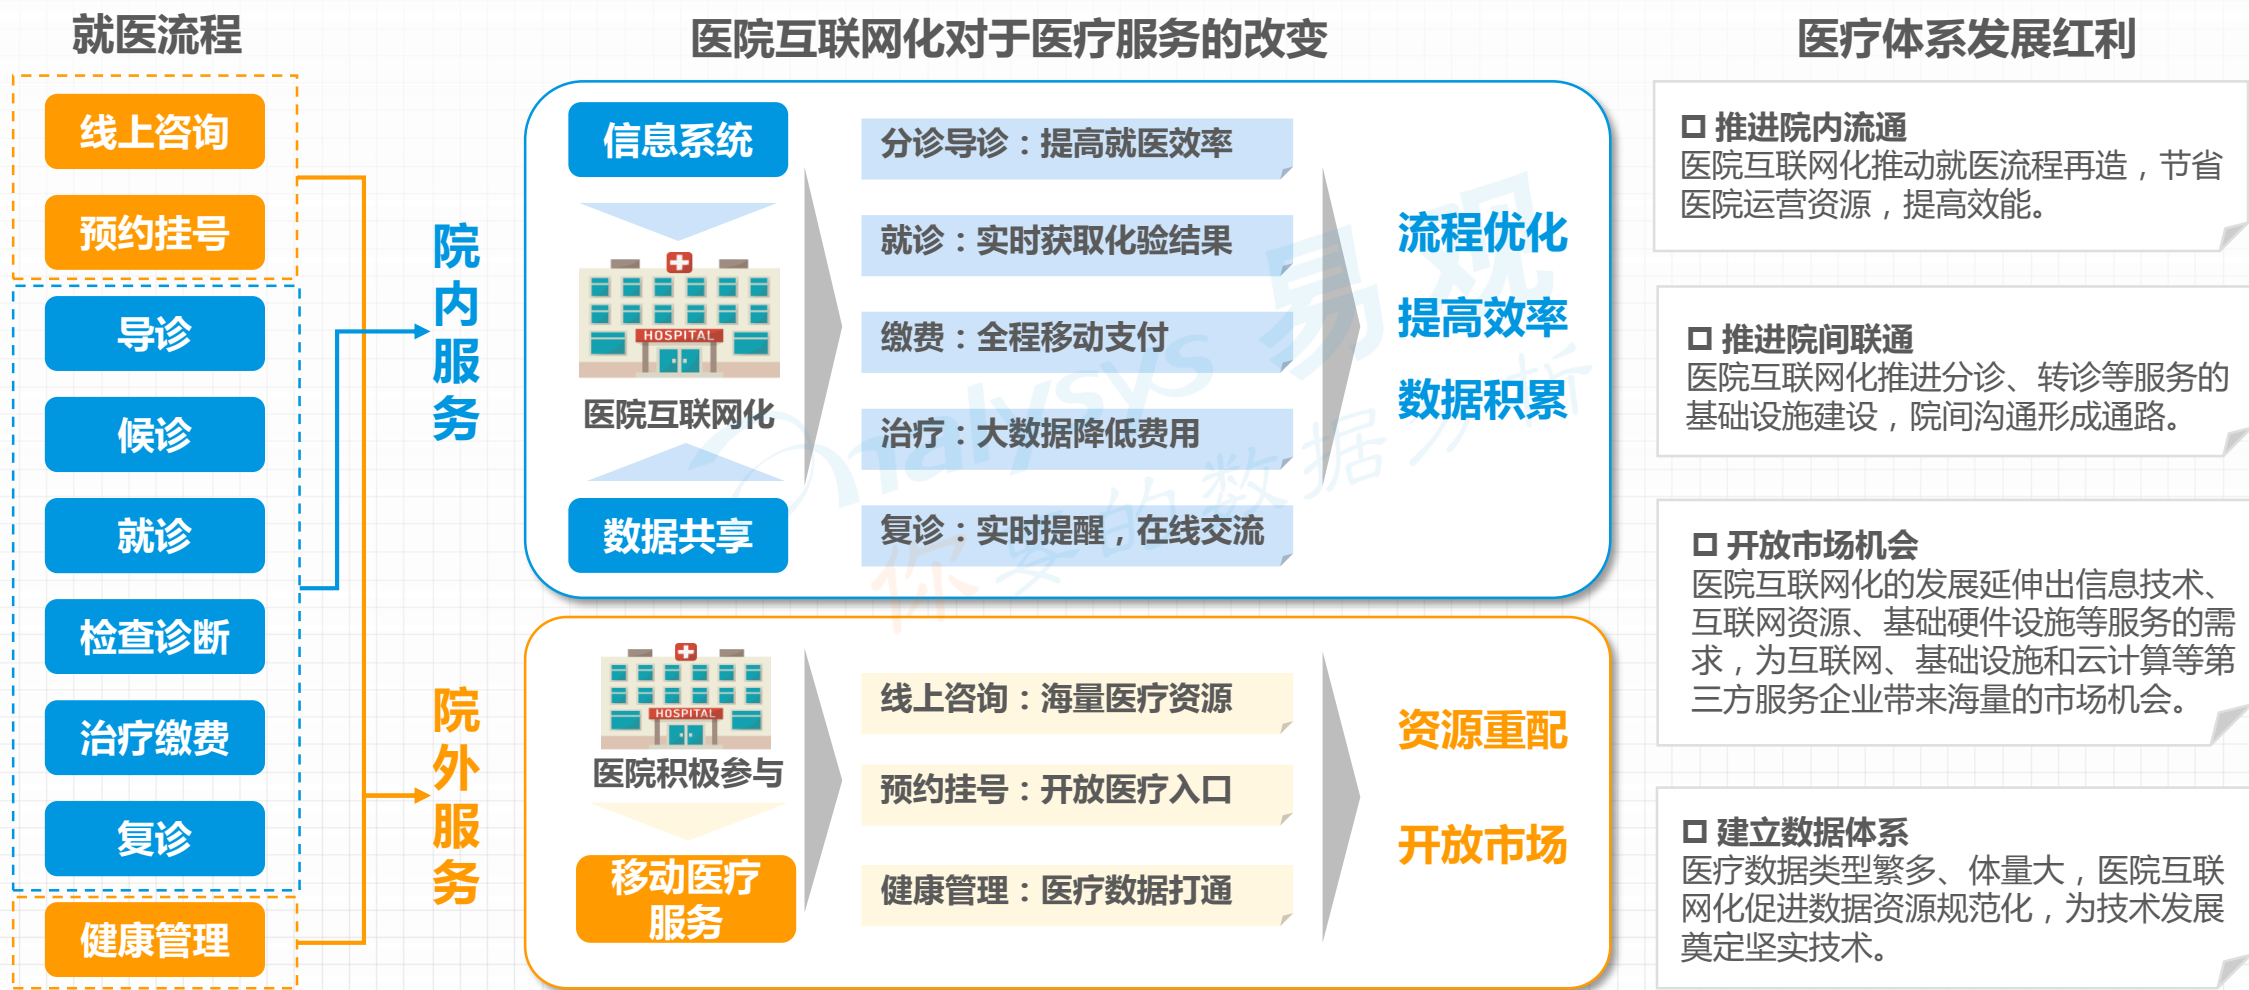 就医流程
线上咨询
预约挂号
导诊
候诊
就诊
检查诊断
治疗缴费
复诊
健康管理
院内服务
院外服务
医院互联网化对于医疗服务的改变
信息系统
HOSPITAL
医院互联网化
数据共享
分诊导诊：提高就医效率
就诊：实时获取化验结果
缴费：全程移动支付
治疗：大数据降低费用
复诊：实时提醒，在线交流
流程优化
提高效率
数据积累
HOSPITAL
医院积极参与
移动医疗
服务
线上咨询：海量医疗资源
预约挂号：开放医疗入口
健康管理：医疗数据打通
资源重配
开放市场
医疗体系发展红利
推进院内流通
医院互联网化推动就医流程再造，节省
医院运营资源，提高效能。
推进院间联通
医院互联网化推进分诊、转诊等服务的
基础设施建设，院间沟通形成通路。
开放市场机会
医院互联网化的发展延伸出信息技术、
互联网资源、基础硬件设施等服务的需
求，为互联网、基础设施和云计算等第
三方服务企业带来海量的市场机会。
建立数据体系
医疗数据类型繁多、体量大，医院互联
网化促进数据资源规范化，为技术发展
奠定坚实技术。
analysys 易观
你要的数据分析